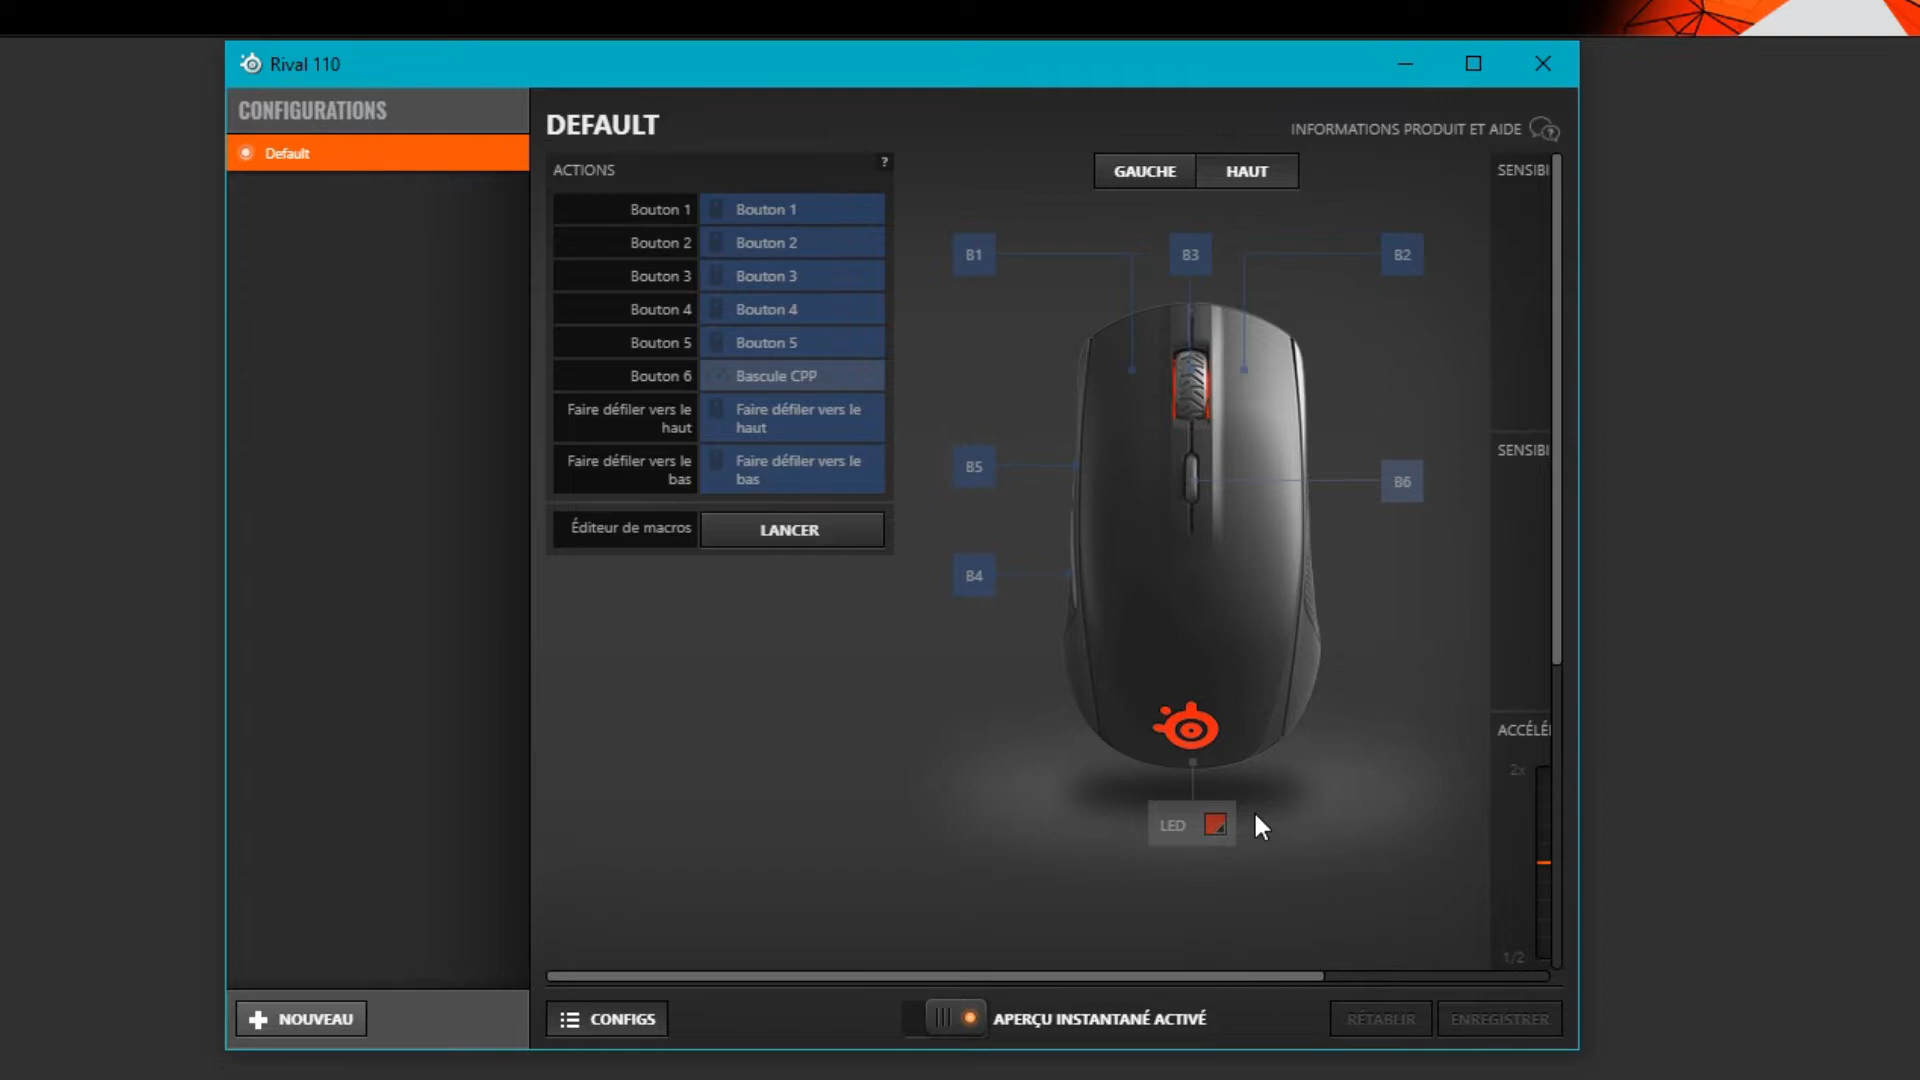 Rival 110
CONFIGURATIONS
Default
DEFAULT
INFORMATIONS PRODUIT ET AIDE
ACTIONS
?
Bouton 1
Bouton 1
Bouton 2
Bouton 2
Bouton 3
Bouton 3
Bouton 4
Bouton 4
Bouton 5
Bouton 5
Bouton 6
Bascule CPP
Faire défiler vers le
haut
Faire défiler vers le
haut
Faire défiler vers le
bas
Faire défiler vers le
bas
Éditeur de macros
LANCER
GAUCHE
HAUT
B1
B3
B2
B5
B6
B4
LED
SENSIBI
SENSIBI
ACCÉLÉ
2x
1/2
NOUVEAU
CONFIGS
APERÇU INSTANTANÉ ACTIVÉ
RÉTABLIR
ENREGISTRER